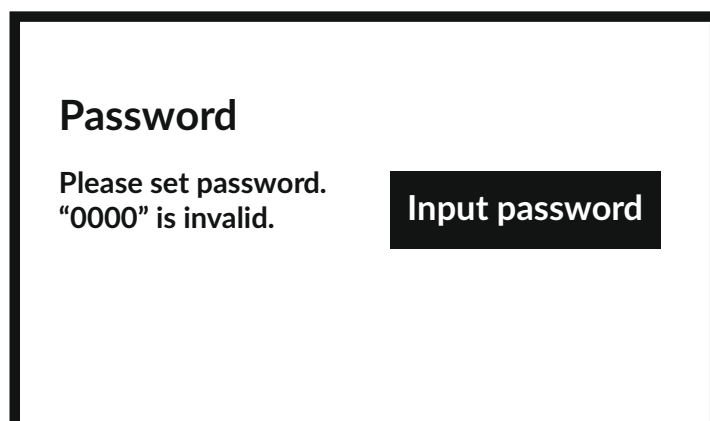 Password
Please set password.
“0000” is invalid.
Input password